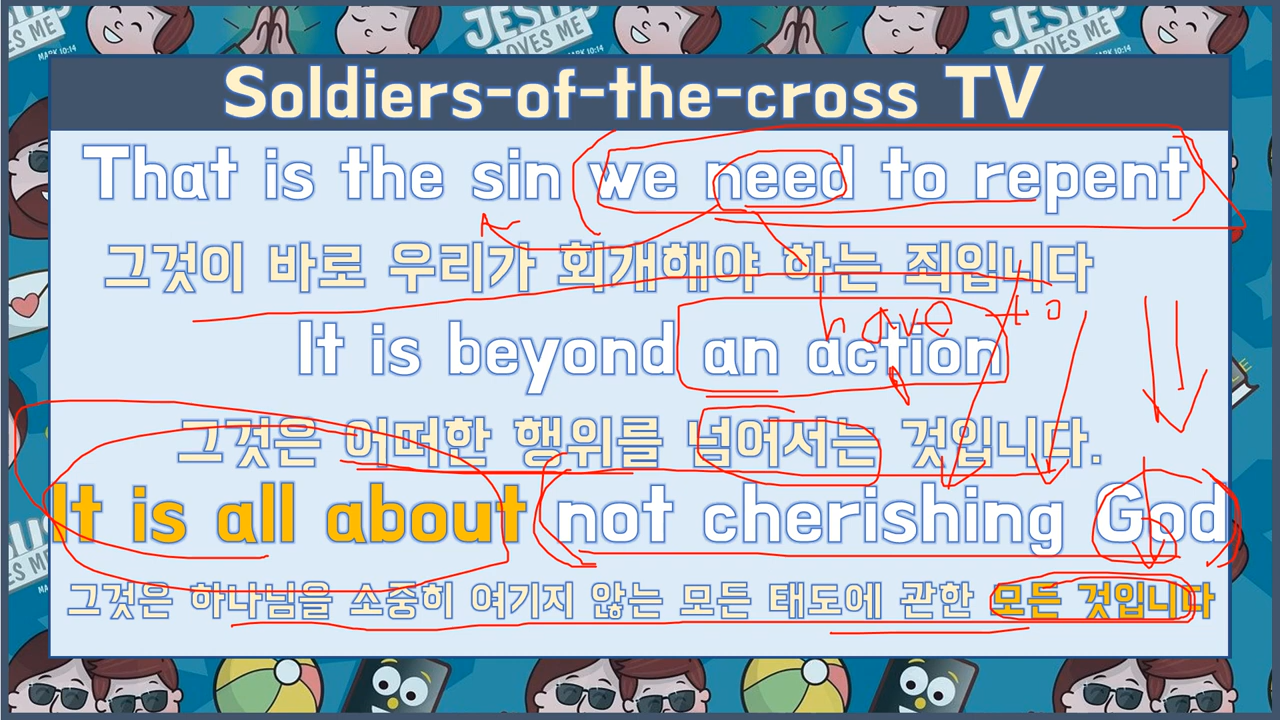 JESUS LOVES ME MARK 10:14
Soldiers-of-the-cross TV
That is the sin we need to repent
그것이 바로 우리가 회개해야 하는 죄입니다
have to
It is beyond an action
그것은 어떠한 행위를 넘어서는 것입니다.
It is all about not cherishing God
그것은 하나님을 소중히 여기지 않는 모든 태도에 관한 모든 것입니다